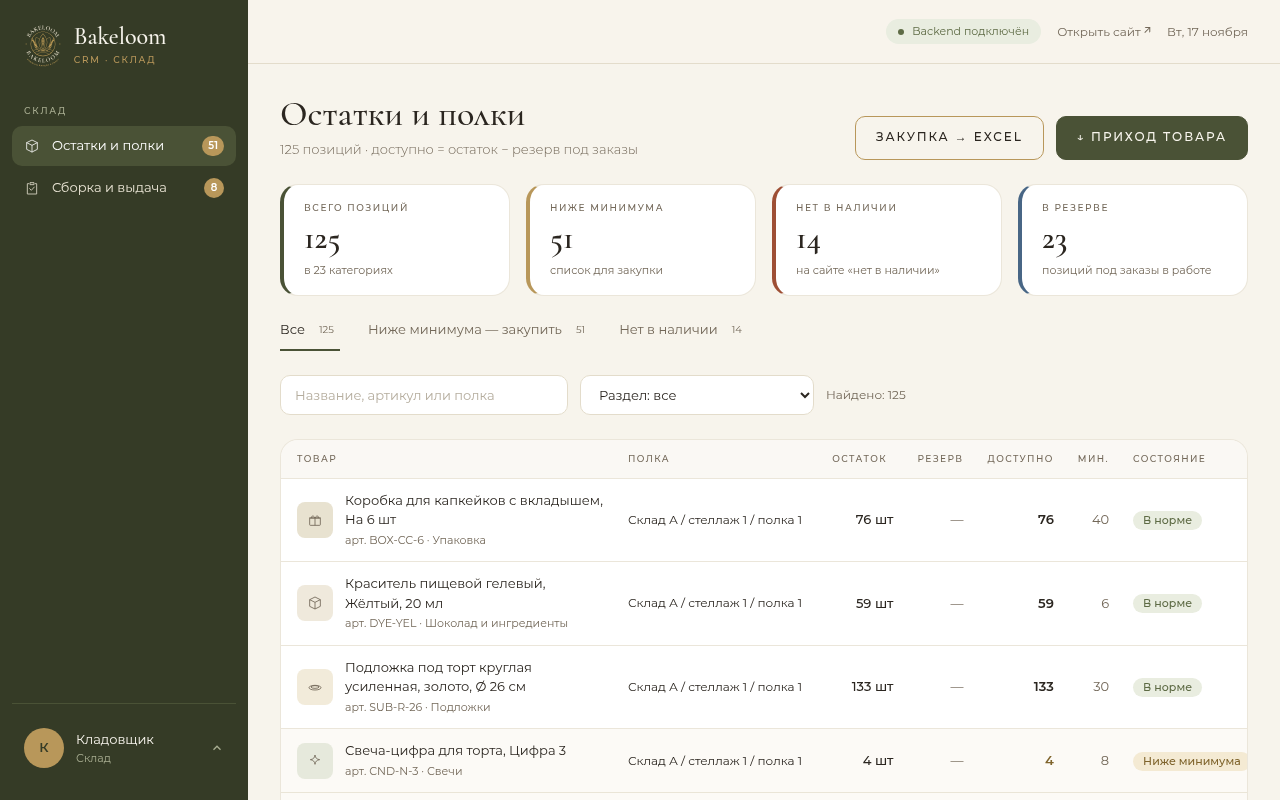 BAKELOOM
BAKELOOM
Bakeloom
CRM · СКЛАД
СКЛАД
Остатки и полки 51
Сборка и выдача 8
К
Кладовщик
Склад
Backend подключён
Открыть сайт ↗
Вт, 17 ноября
Остатки и полки
125 позиций · доступно = остаток − резерв под заказы
ЗАКУПКА → EXCEL
↓ ПРИХОД ТОВАРА
ВСЕГО ПОЗИЦИЙ
125
в 23 категориях
НИЖЕ МИНИМУМА
51
список для закупки
НЕТ В НАЛИЧИИ
14
на сайте «нет в наличии»
В РЕЗЕРВЕ
23
позиций под заказы в работе
Все 125
Ниже минимума — закупить 51
Нет в наличии 14
Название, артикул или полка
Раздел: все
Найдено: 125
ТОВАР ПОЛКА ОСТАТОК РЕЗЕРВ ДОСТУПНО МИН. СОСТОЯНИЕ
Коробка для капкейков с вкладышем,
На 6 шт
арт. BOX-CC-6 · Упаковка
Склад А / стеллаж 1 / полка 1 76 шт — 76 40 В норме
Краситель пищевой гелевый,
Жёлтый, 20 мл
арт. DYE-YEL · Шоколад и ингредиенты
Склад А / стеллаж 1 / полка 1 59 шт — 59 6 В норме
Подложка под торт круглая
усиленная, золото, Ø 26 см
арт. SUB-R-26 · Подложки
Склад А / стеллаж 1 / полка 1 133 шт — 133 30 В норме
Свеча-цифра для торта, Цифра 3
арт. CND-N-3 · Свечи
Склад А / стеллаж 1 / полка 1 4 шт — 4 8 Ниже минимума